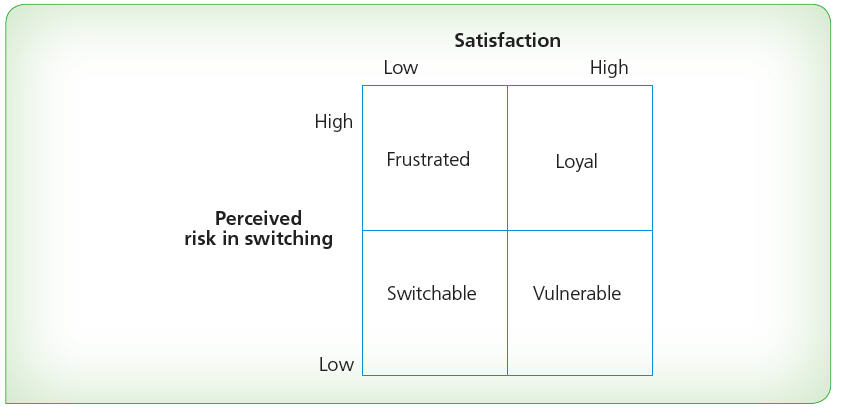 Satisfaction
Low High
High
Frustrated Loyal
Perceived
risk in switching
Switchable Vulnerable
Low